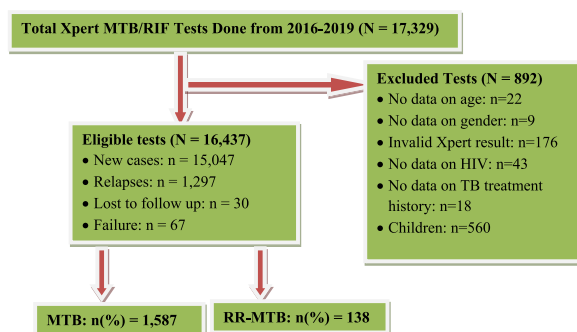 Total Xpert MTB/RIF Tests Done from 2016-2019 (N = 17,329)
Excluded Tests (N = 892)
• No data on age: n=22
• No data on gender: n=9
• Invalid Xpert result: n=176
• No data on HIV: n=43
• No data on TB treatment
history: n=18
• Children: n=560
Eligible tests (N = 16,437)
• New cases: n = 15,047
• Relapses: n = 1,297
• Lost to follow up: n = 30
• Failure: n = 67
MTB: n(%) = 1,587
RR-MTB: n(%) = 138